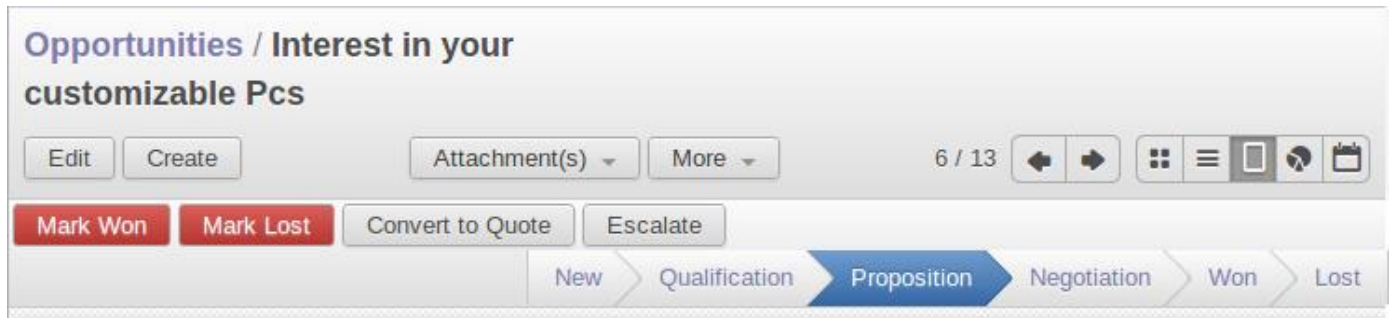 Opportunities / Interest in your
customizable Pcs
Edit Create Attachment(s) More 6 / 13
Mark Won Mark Lost Convert to Quote Escalate
New Qualification Proposition Negotiation Won Lost